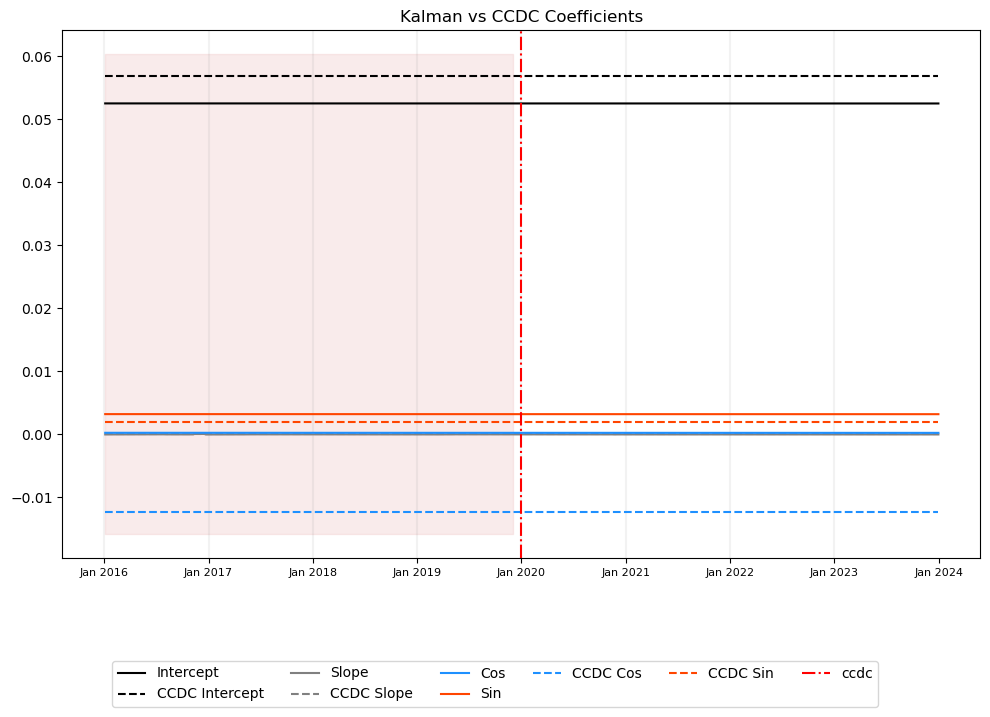 Kalman vs CCDC Coefficients
0.06
0.05
0.04
0.03
0.02
0.01
0.00
−0.01
Jan 2016 Jan 2017 Jan 2018 Jan 2019 Jan 2020 Jan 2021 Jan 2022 Jan 2023 Jan 2024
Intercept Slope Cos CCDC Cos CCDC Sin ccdc
CCDC Intercept CCDC Slope Sin